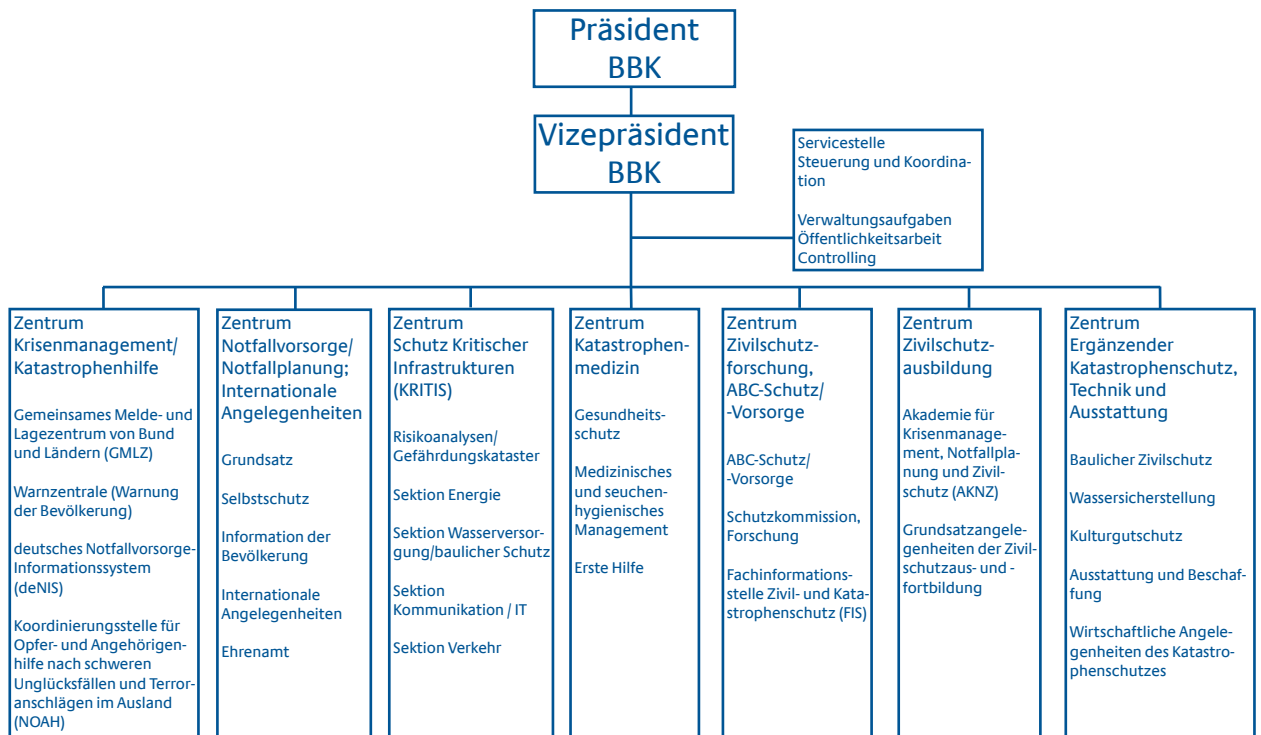 Präsident
BBK
Vizepräsident
BBK
Servicestelle
Steuerung und Koordina-
tion
Verwaltungsaufgaben
Öffentlichkeitsarbeit
Controlling
Zentrum
Krisenmanagement/
Katastrophenhilfe
Gemeinsames Melde- und
Lagezentrum von Bund
und Ländern (GMLZ)
Warnzentrale (Warnung
der Bevölkerung)
deutsches Notfallvorsorge-
Informationssystem
(deNIS)
Koordinierungsstelle für
Opfer- und Angehörigen-
hilfe nach schweren
Unglücksfällen und Terror-
anschlägen im Ausland
(NOAH)
Zentrum
Notfallvorsorge/
Notfallplanung;
Internationale
Angelegenheiten
Grundsatz
Selbstschutz
Information der
Bevölkerung
Internationale
Angelegenheiten
Ehrenamt
Zentrum
Schutz Kritischer
Infrastrukturen
(KRITIS)
Risikoanalysen/
Gefährdungskataster
Sektion Energie
Sektion Wasserversor-
gung/baulicher Schutz
Sektion
Kommunikation / IT
Sektion Verkehr
Zentrum
Katastrophen-
medizin
Gesundheits-
schutz
Medizinisches
und seuchen-
hygienisches
Management
Erste Hilfe
Zentrum
Zivilschutz-
forschung,
ABC-Schutz/
-Vorsorge
ABC-Schutz/
-Vorsorge
Schutzkommission,
Forschung
Fachinformations-
stelle Zivil- und Kata-
strophenschutz (FIS)
Zentrum
Zivilschutz-
ausbildung
Akademie für
Krisenmanage-
ment, Notfallpla-
nung und Zivil-
schutz (AKNZ)
Grundsatzangele-
genheiten der Zivil-
schutzaus- und -
fortbildung
Zentrum
Ergänzender
Katastrophenschutz,
Technik und
Ausstattung
Baulicher Zivilschutz
Wassersicherstellung
Kulturgutschutz
Ausstattung und Beschaf-
fung
Wirtschaftliche Angele-
genheiten des Katastro-
phenschutzes